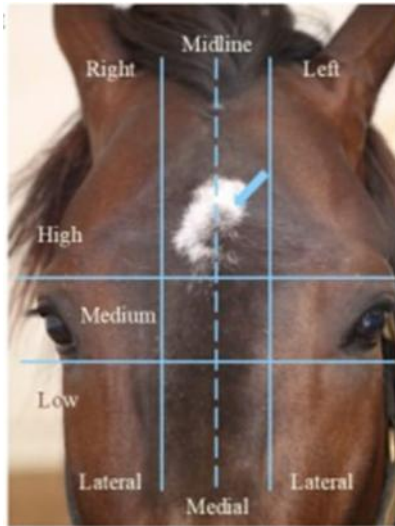 Midline
Right
Left
High
Medium
Low
Lateral
Lateral
Medial